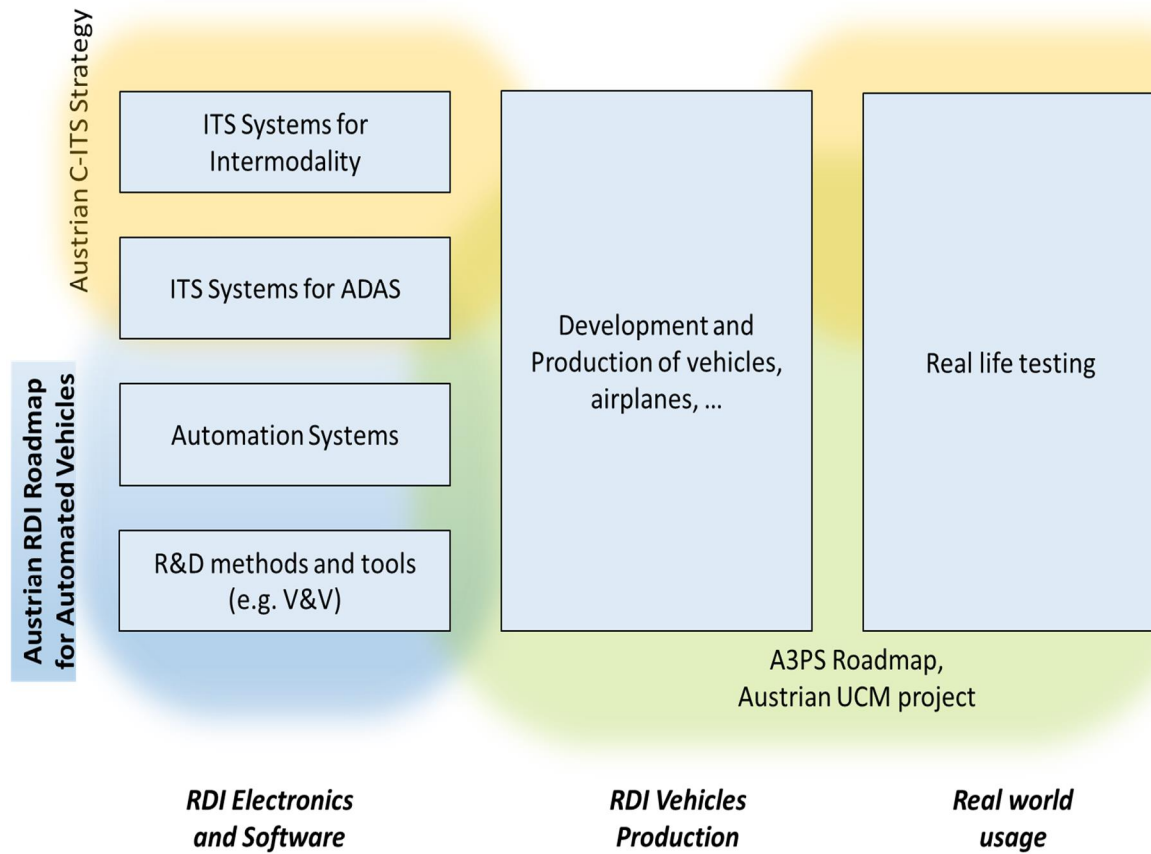 Austrian C-ITS Strategy
ITS Systems for
Intermodality
ITS Systems for ADAS
Austrian RDI Roadmap
for Automated Vehicles
Automation Systems
R&D methods and tools
(e.g. V&V)
Development and
Production of vehicles,
airplanes, ...
Real life testing
A3PS Roadmap,
Austrian UCM project
RDI Electronics
and Software
RDI Vehicles
Production
Real world
usage